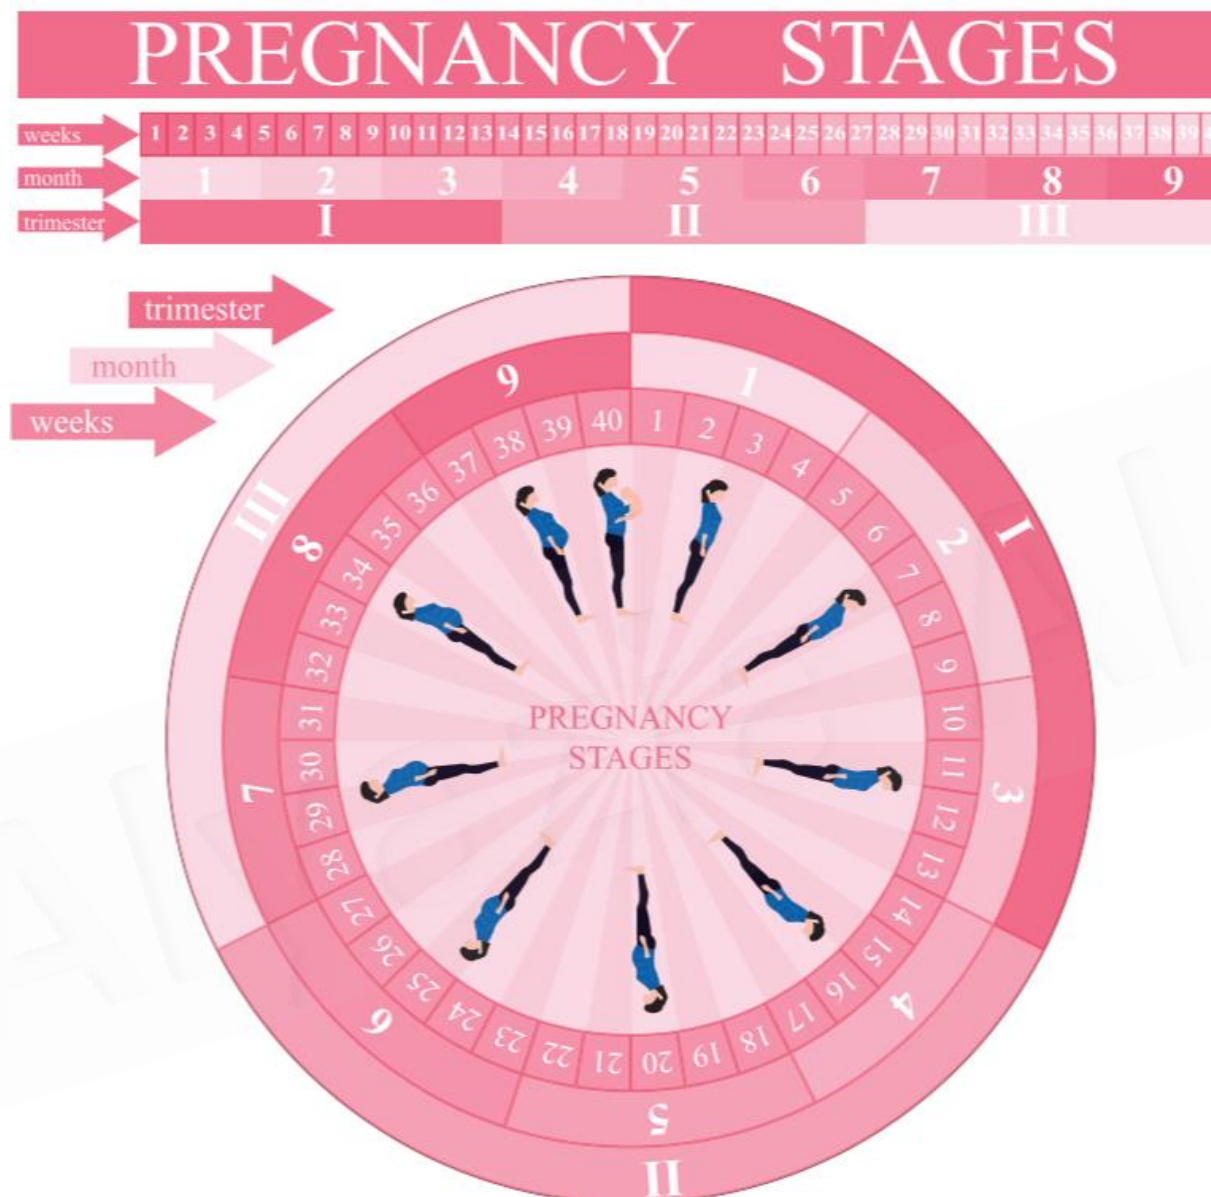 PREGNANCY STAGES
weeks 1 2 3 4 5 6 7 8 9 10 11 12 13 14 15 16 17 18 19 20 21 22 23 24 25 26 27 28 29 30 31 32 33 34 35 36 37 38 39
month 1 2 3 4 5 6 7 8 9
trimester I II III
trimester
month
weeks
I II III
1 2 3 4 5 6 7 8 9
1 2 3 4 5 6 7 8 9 10 11 12 13 14 15 16 17 18 19 20 21 22 23 24 25 26 27 28 29 30 31 32 33 34 35 36 37 38 39 40
PREGNANCY
STAGES